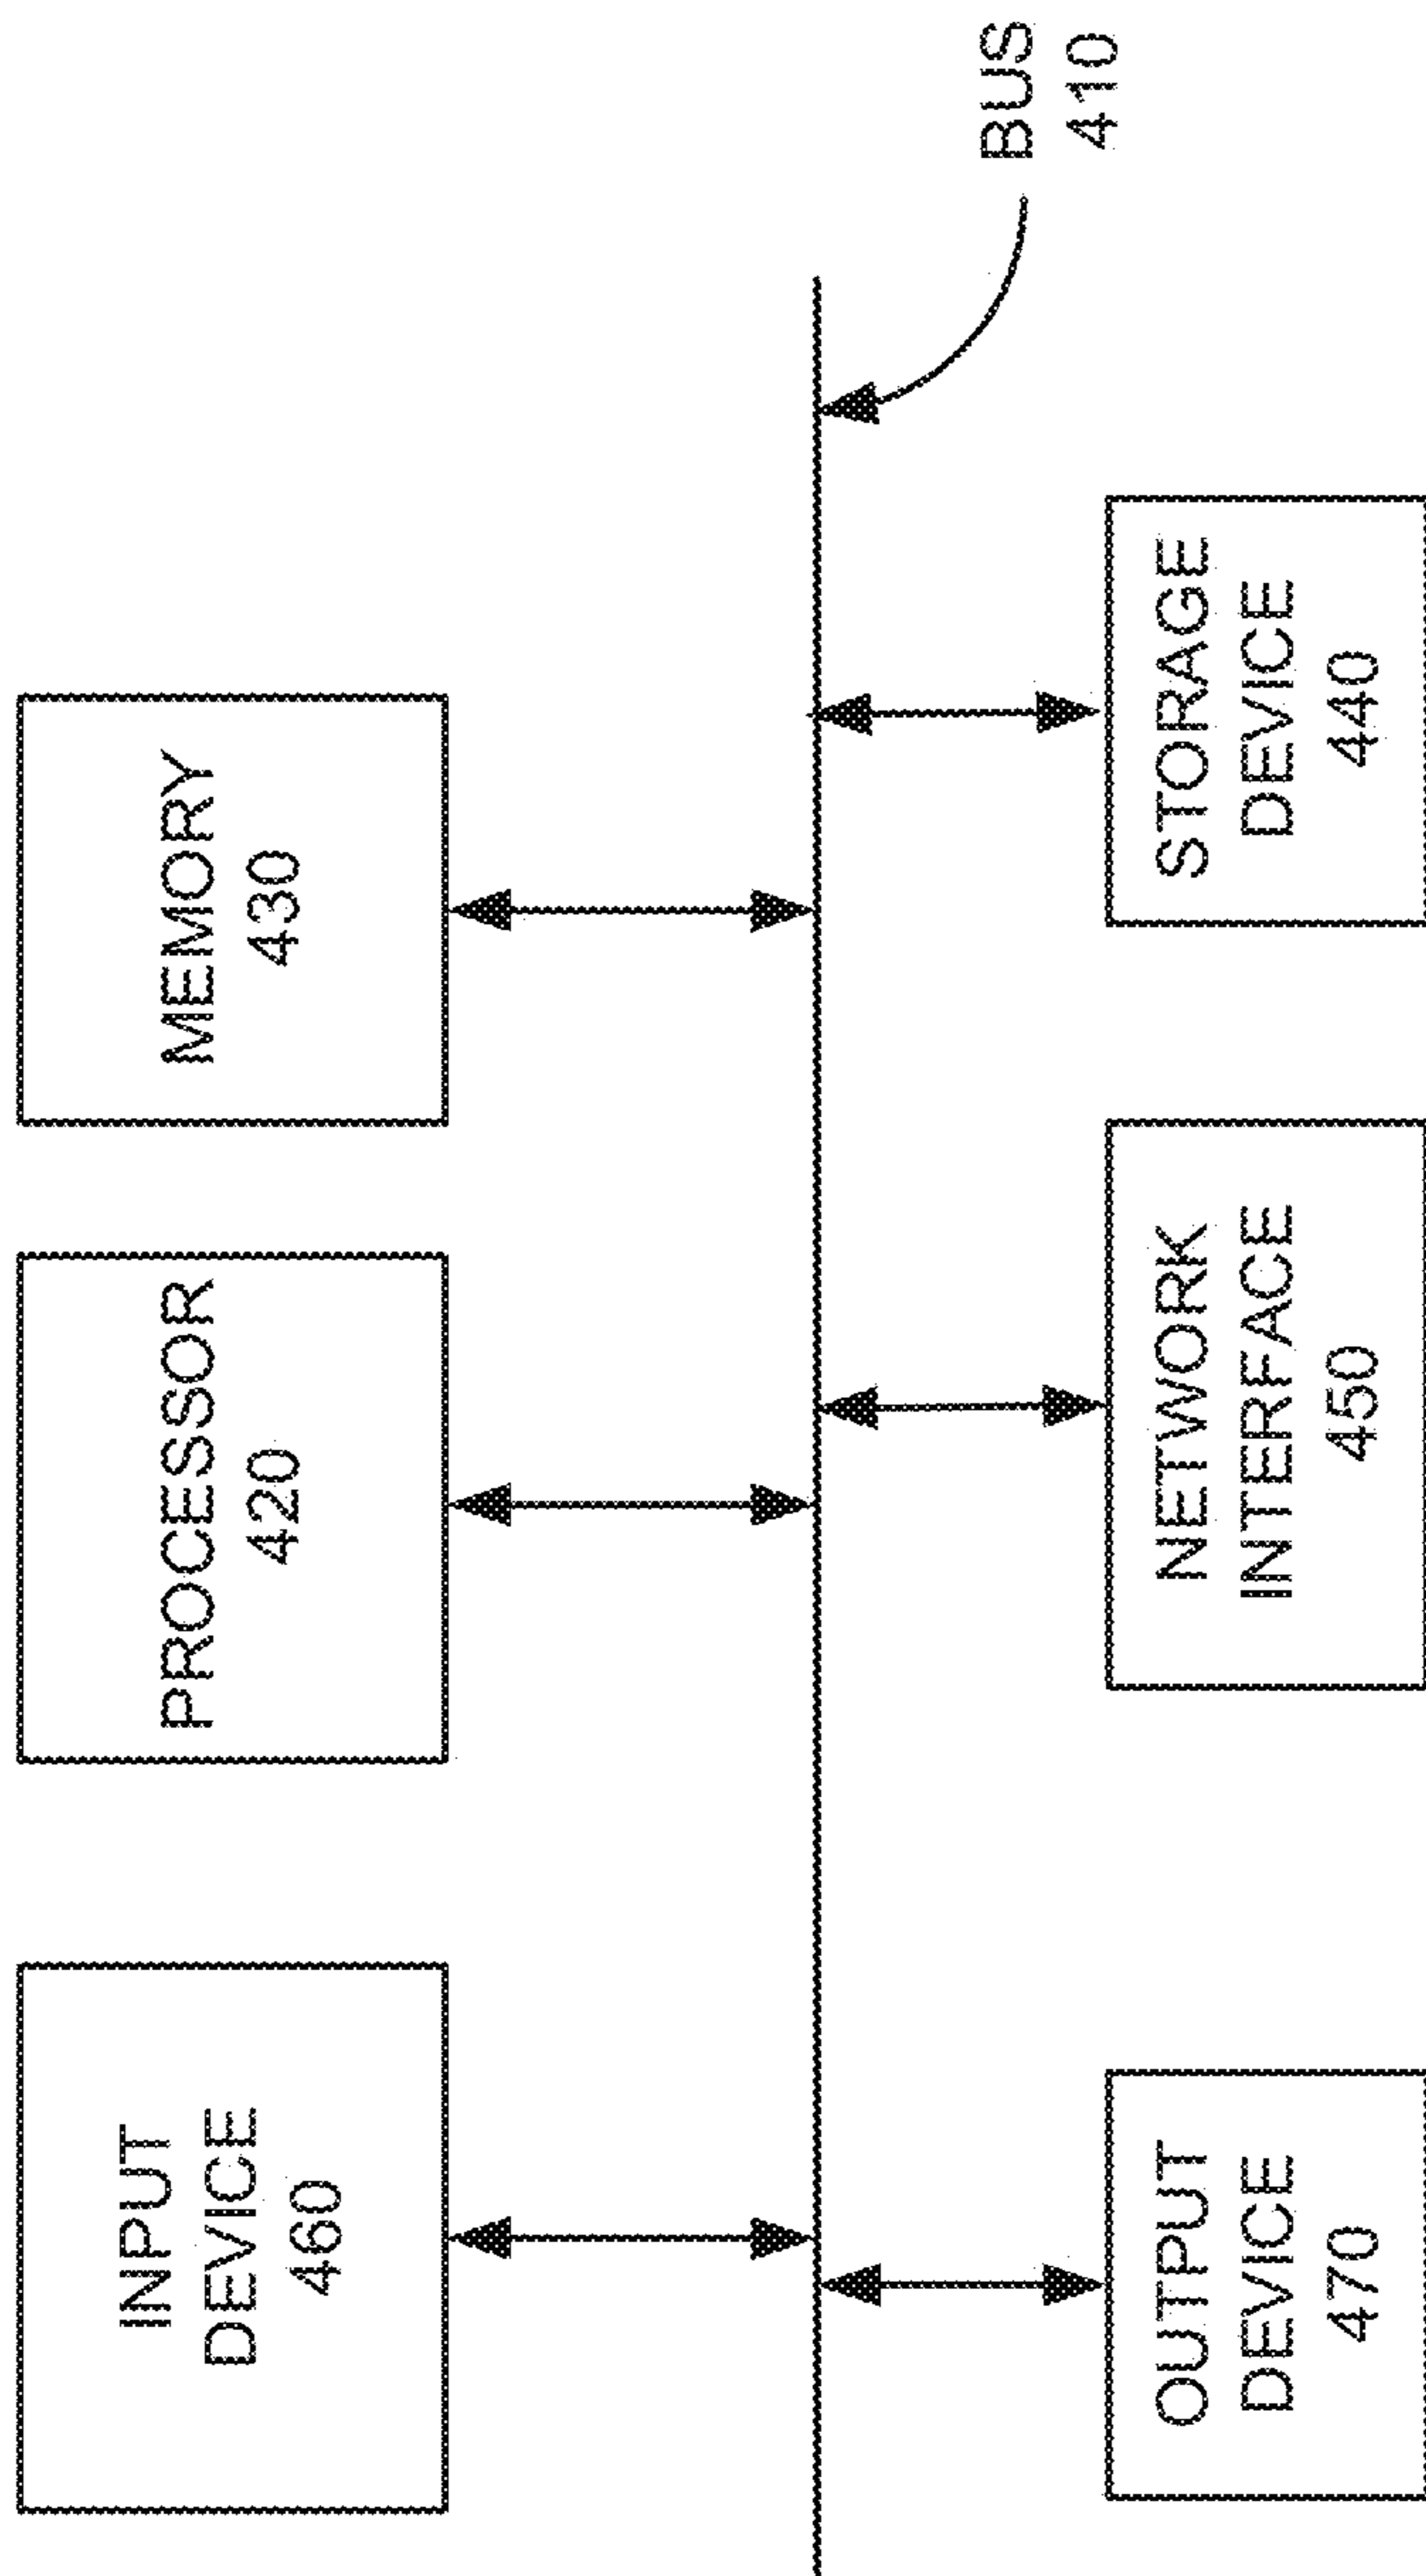 INPUT
DEVICE
460
PROCESSOR
420
MEMORY
430
BUS
410
OUTPUT
DEVICE
470
NETWORK
INTERFACE
450
STORAGE
DEVICE
440